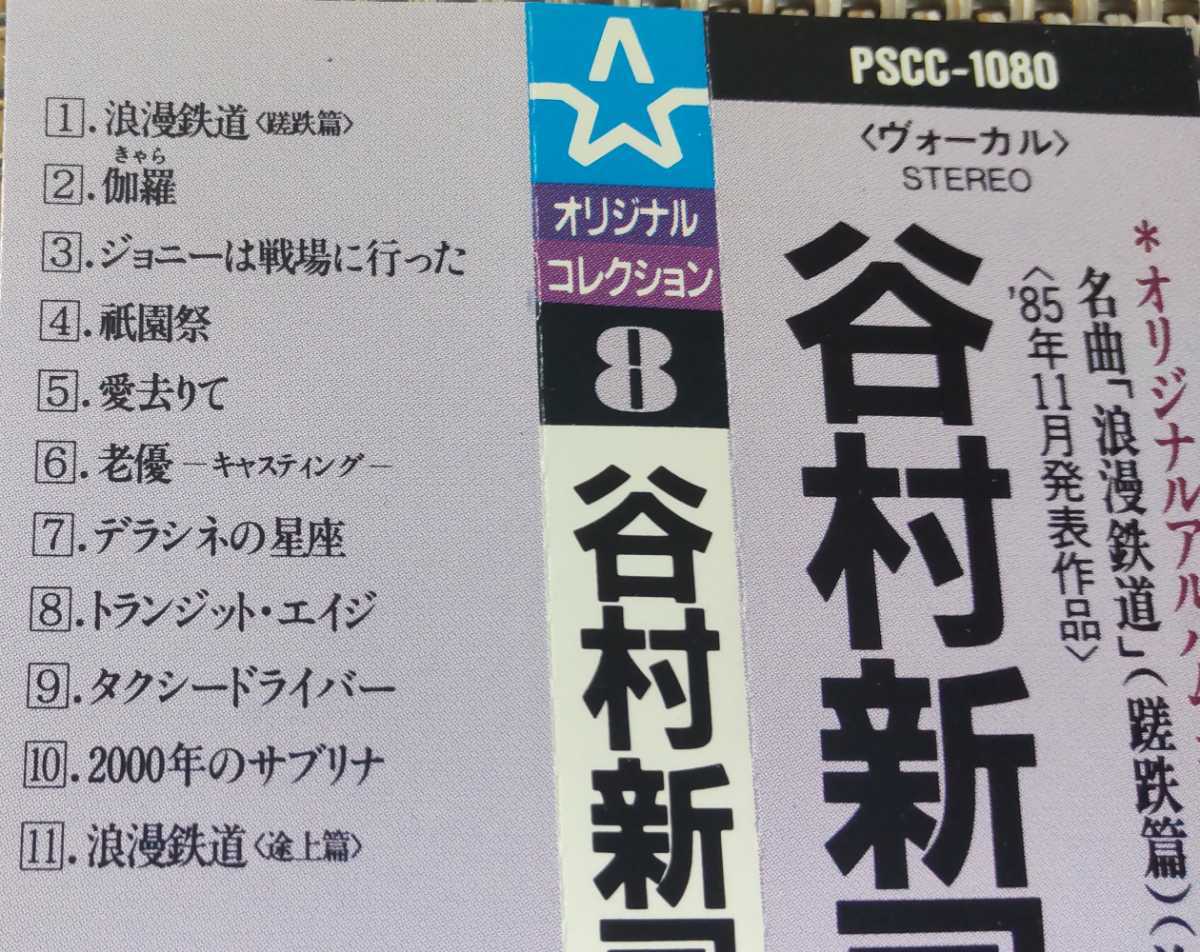 1.浪漫鉄道〈蹉跌篇〉
きゃら
2.伽羅
3.ジョニーは戦場に行った
4.祇園祭
5.愛去りて
6.老優−キャスティング−
7.デラシネの星座
8.トランジット・エイジ
9.タクシードライバー
10.2000年のサブリナ
11.浪漫鉄道〈途上篇〉
オリジナル
コレクション
8
谷村新
PSCC-1080
〈ヴォーカル〉
STEREO
谷村新
*オリジナルアル
名曲「浪漫鉄道」(蹉跌篇)(
〈'85年11月発表作品〉